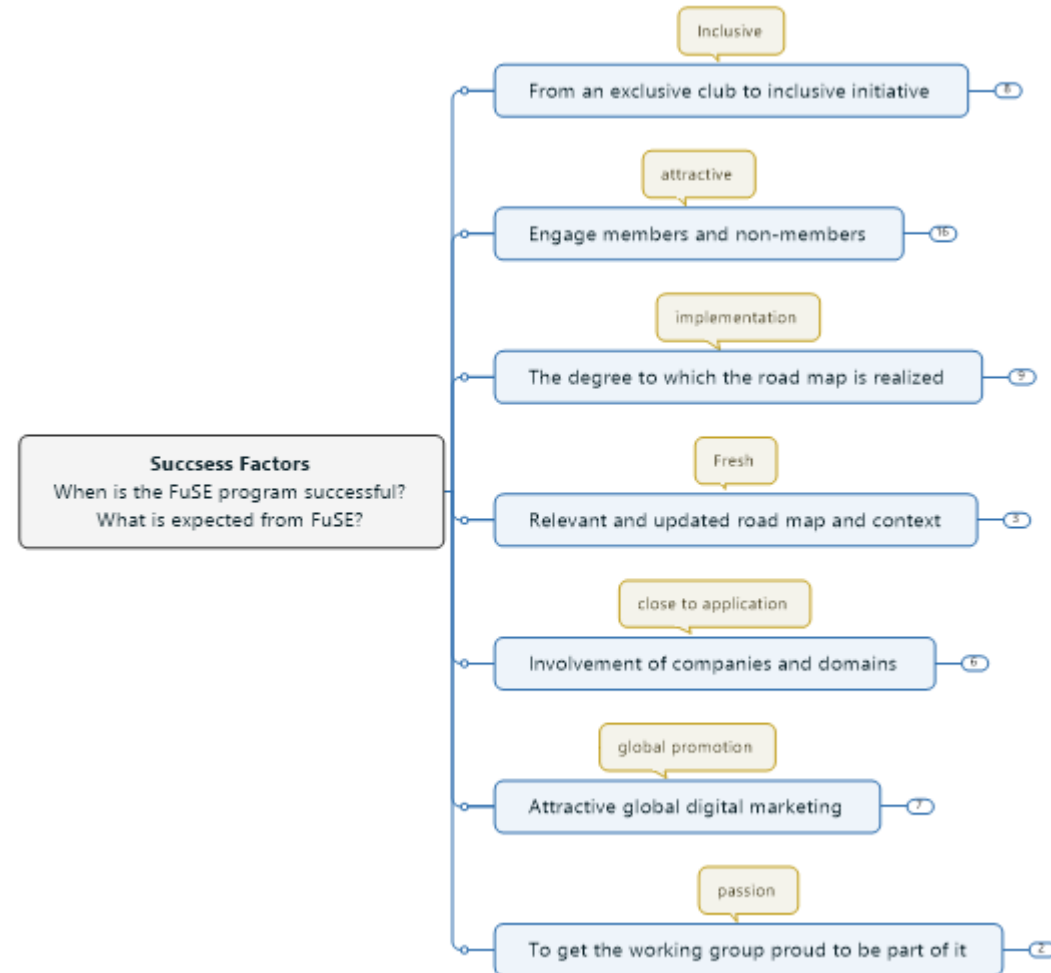 Inclusive
From an exclusive club to inclusive initiative
8
attractive
Engage members and non-members
16
implementation
The degree to which the road map is realized
9
Fresh
Succsess Factors
When is the FuSE program successful?
What is expected from FuSE?
Relevant and updated road map and context
3
close to application
Involvement of companies and domains
6
global promotion
Attractive global digital marketing
7
passion
To get the working group proud to be part of it
2